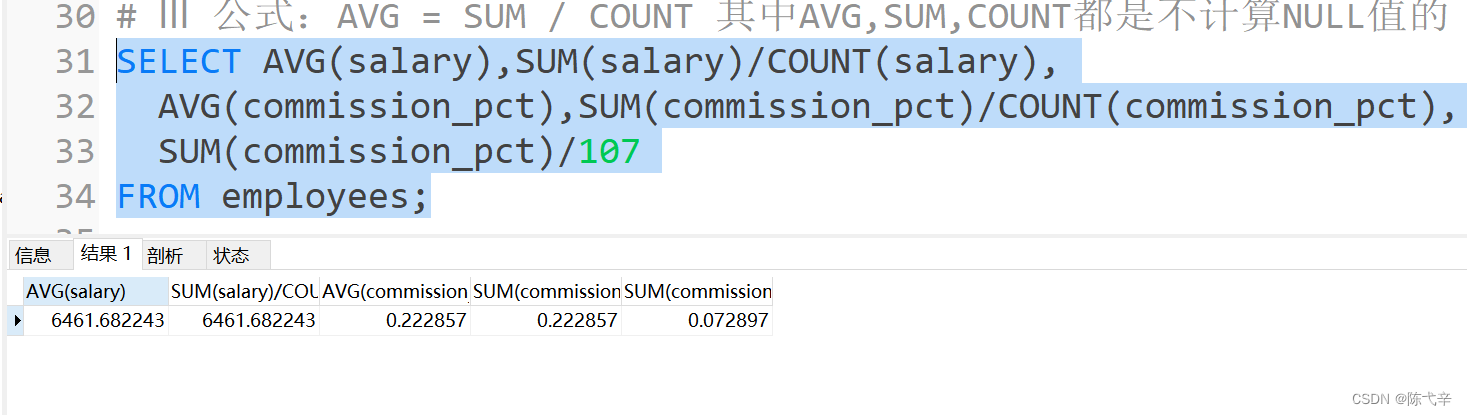 30 # Ⅲ 公式：AVG = SUM / COUNT 其中AVG,SUM,COUNT都是不计算NULL值的
31 SELECT AVG(salary),SUM(salary)/COUNT(salary),
32 AVG(commission_pct),SUM(commission_pct)/COUNT(commission_pct),
33 SUM(commission_pct)/107
34 FROM employees;
信息 结果 1 剖析 状态
AVG(salary) SUM(salary)/COU AVG(commission_ SUM(commission SUM(commission
6461.682243 6461.682243 0.222857 0.222857 0.072897
CSDN @陈弋辛